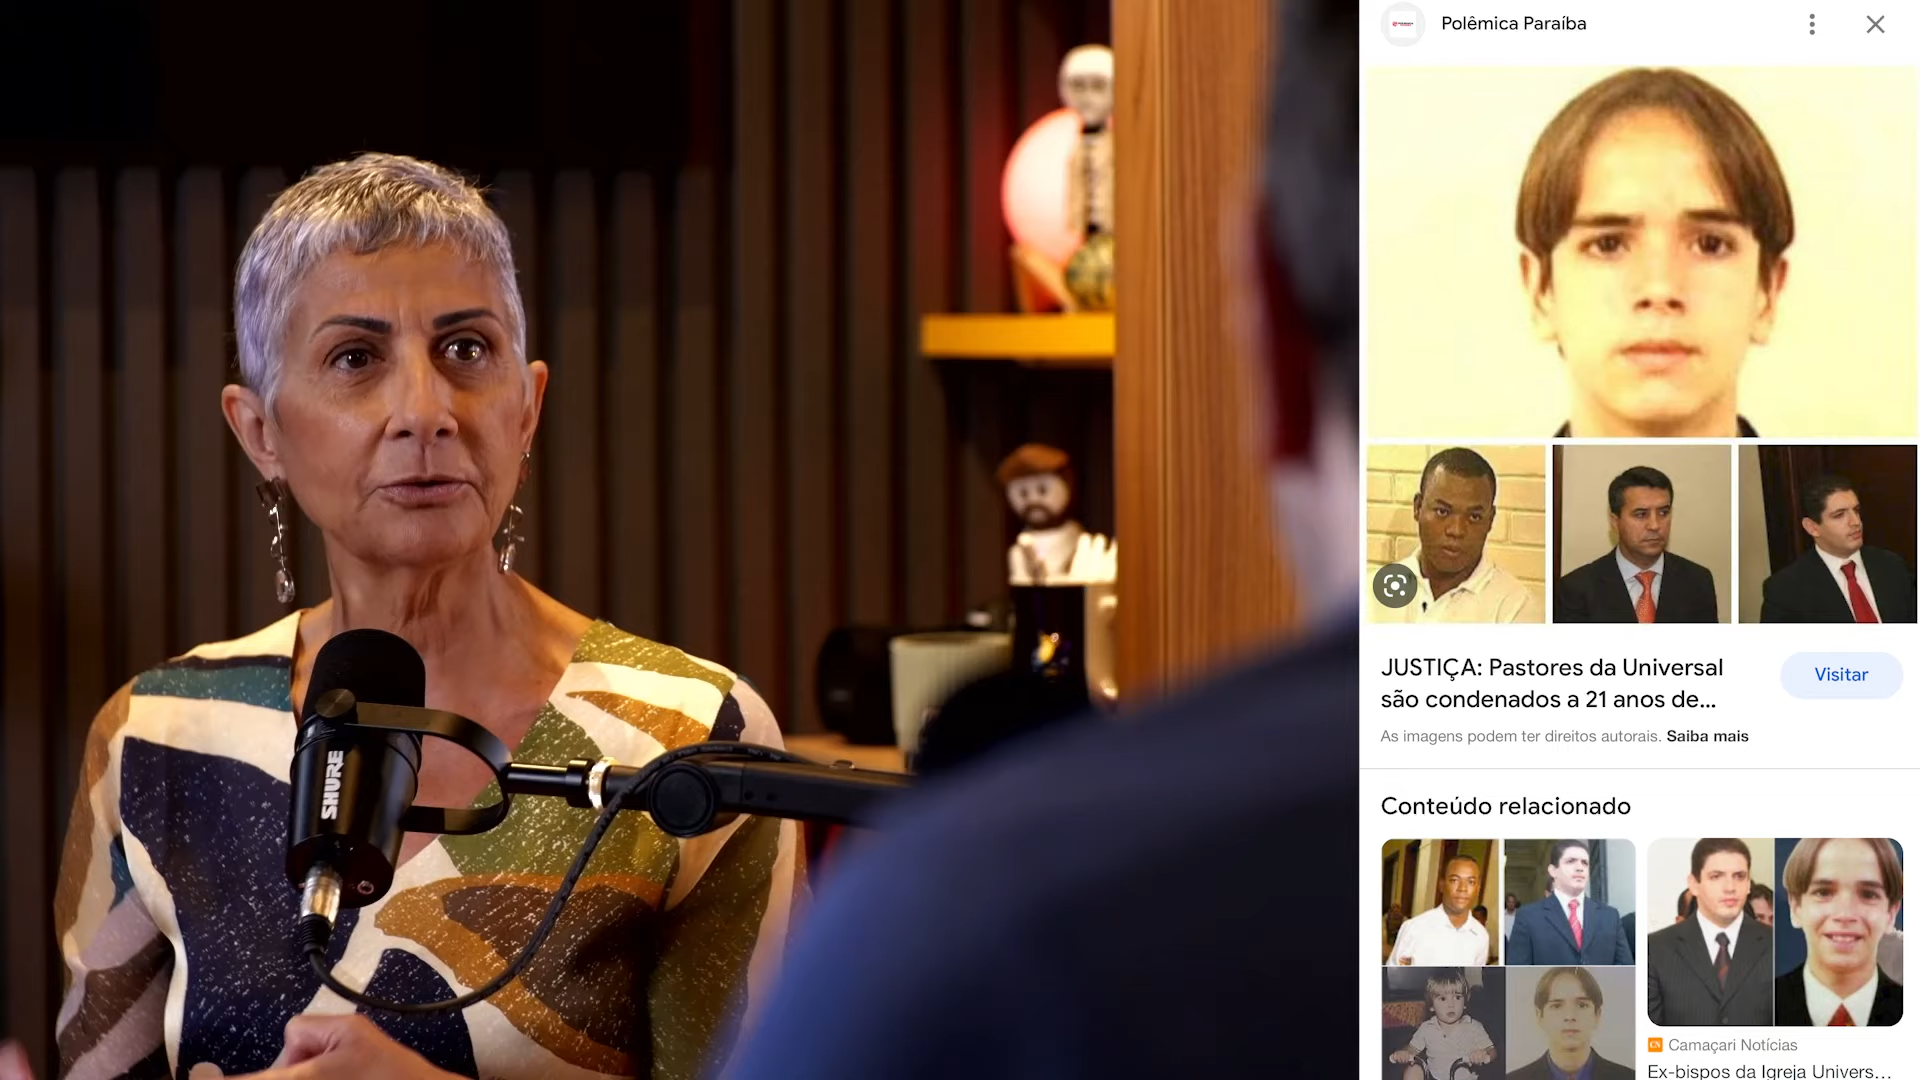 SHURE
Polêmica Paraíba
JUSTIÇA: Pastores da Universal
são condenados a 21 anos de...
Visitar
As imagens podem ter direitos autorais. Saiba mais
Conteúdo relacionado
CN Camaçari Notícias
Ex-bispos da Igreja Univers...